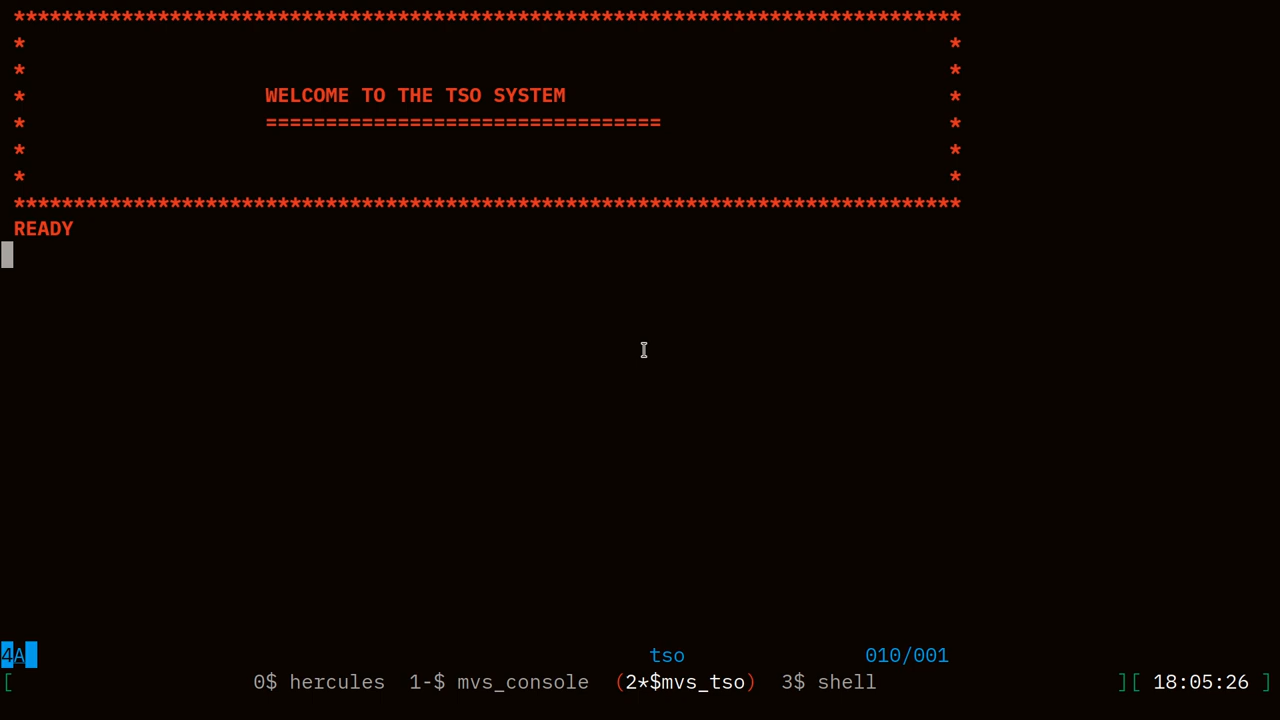 *******************************************************************************
* *
* *
* WELCOME TO THE TSO SYSTEM *
* ================================= *
* *
* *
*******************************************************************************
READY
4A tso 010/001
[ 0$ hercules 1-$ mvs_console (2*$mvs_tso) 3$ shell ][ 18:05:26 ]